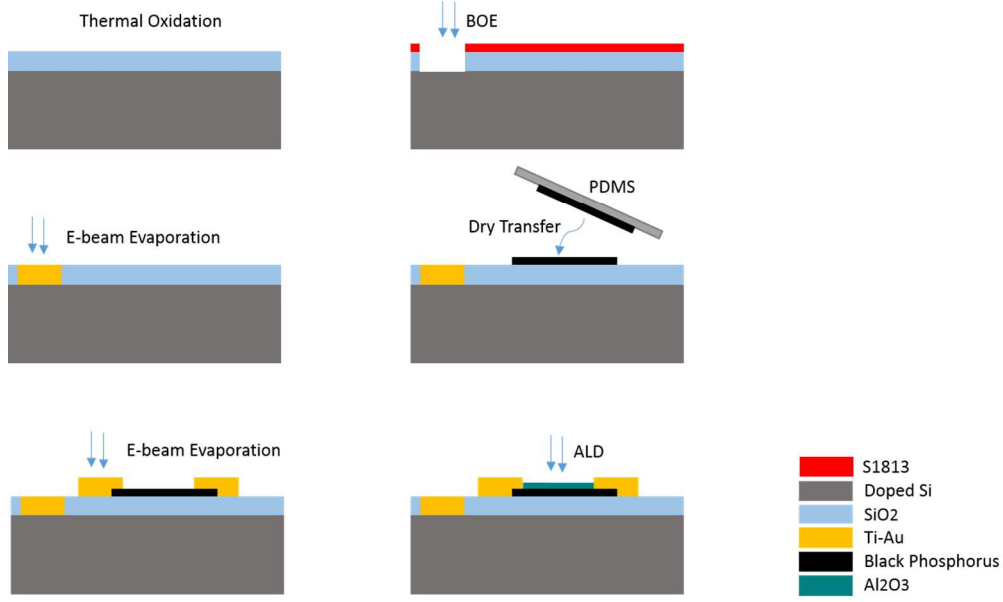 Thermal Oxidation
BOE
E-beam Evaporation
PDMS
Dry Transfer
E-beam Evaporation
ALD
S1813
Doped Si
SiO2
Ti-Au
Black Phosphorus
Al2O3